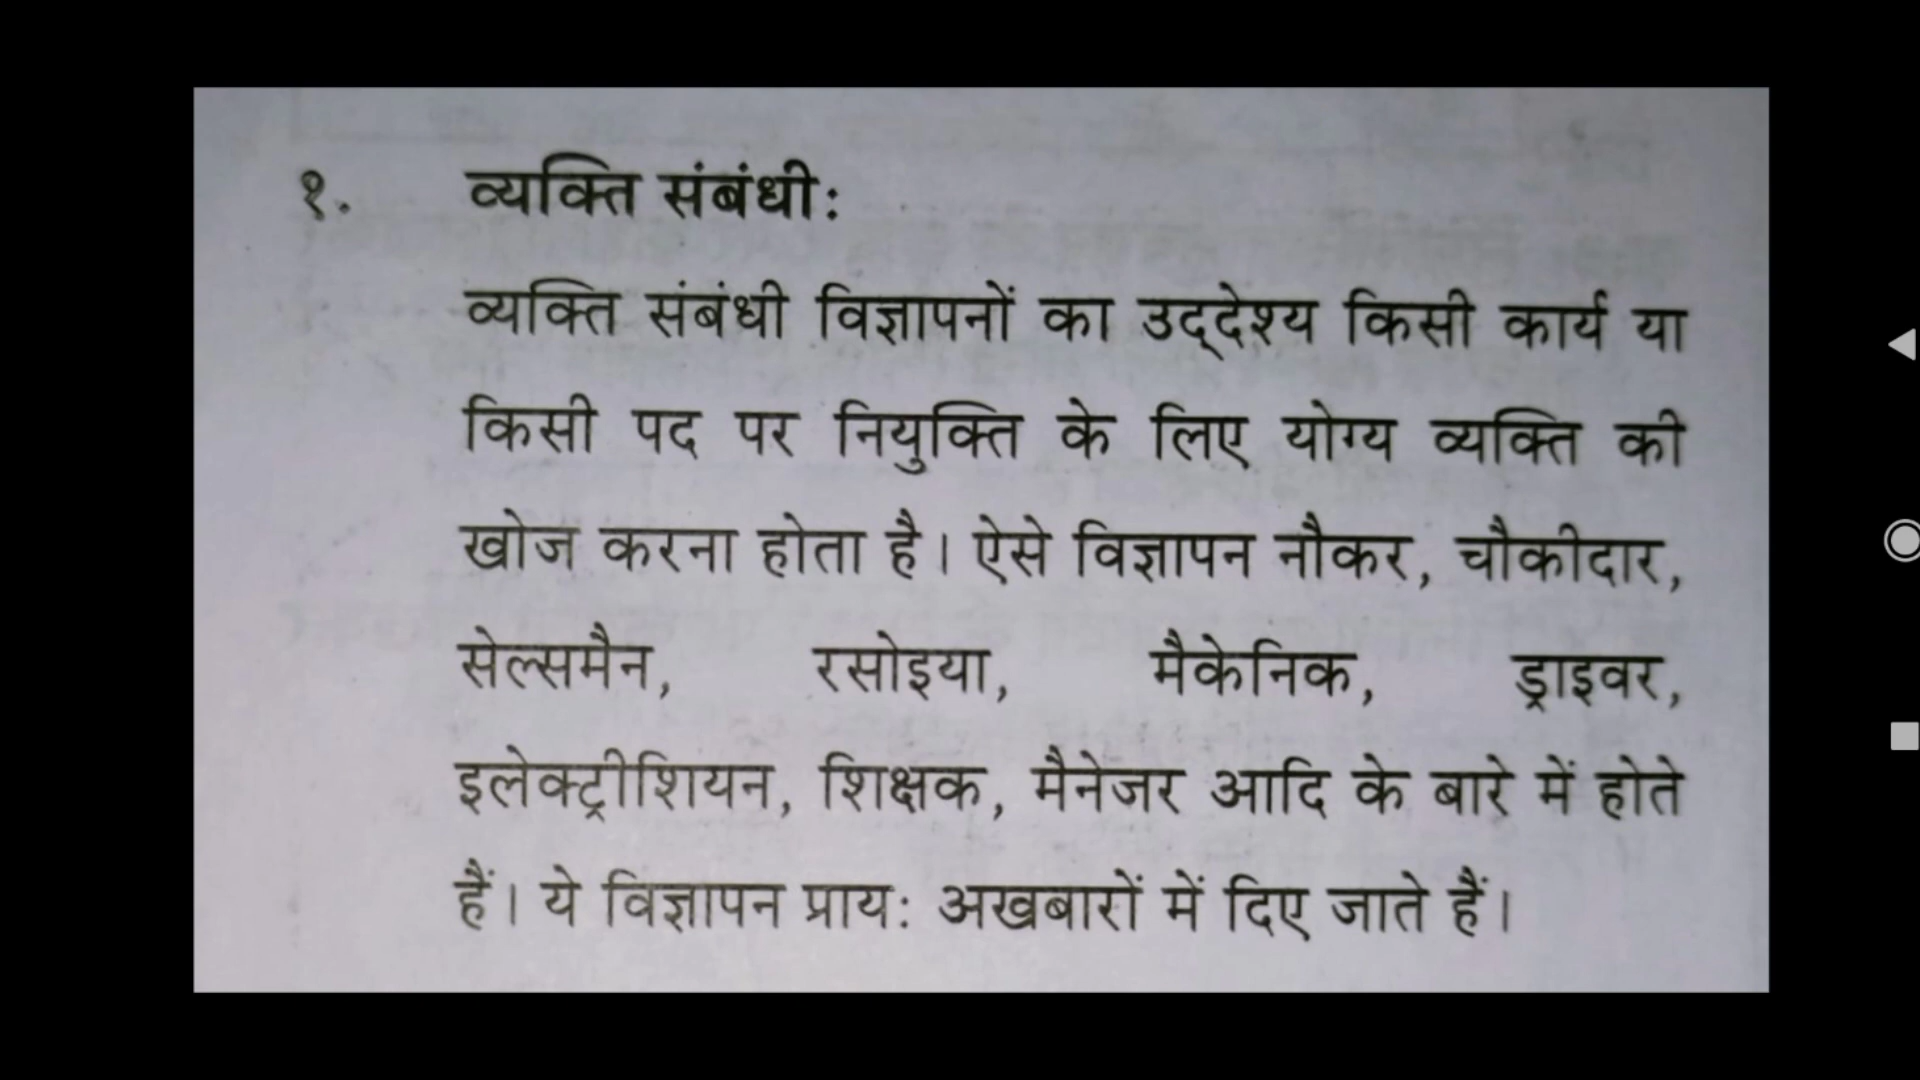 १. व्यक्ति संबंधी:
व्यक्ति संबंधी विज्ञापनों का उद्‌देश्य किसी कार्य या
किसी पद पर नियुक्ति के लिए योग्य व्यक्ति की
खोज करना होता है। ऐसे विज्ञापन नौकर, चौकीदार,
सेल्समैन, रसोइया, मैकेनिक, ड्राइवर,
इलेक्ट्रीशियन, शिक्षक, मैनेजर आदि के बारे में होते
हैं। ये विज्ञापन प्राय: अखबारों में दिए जाते हैं।